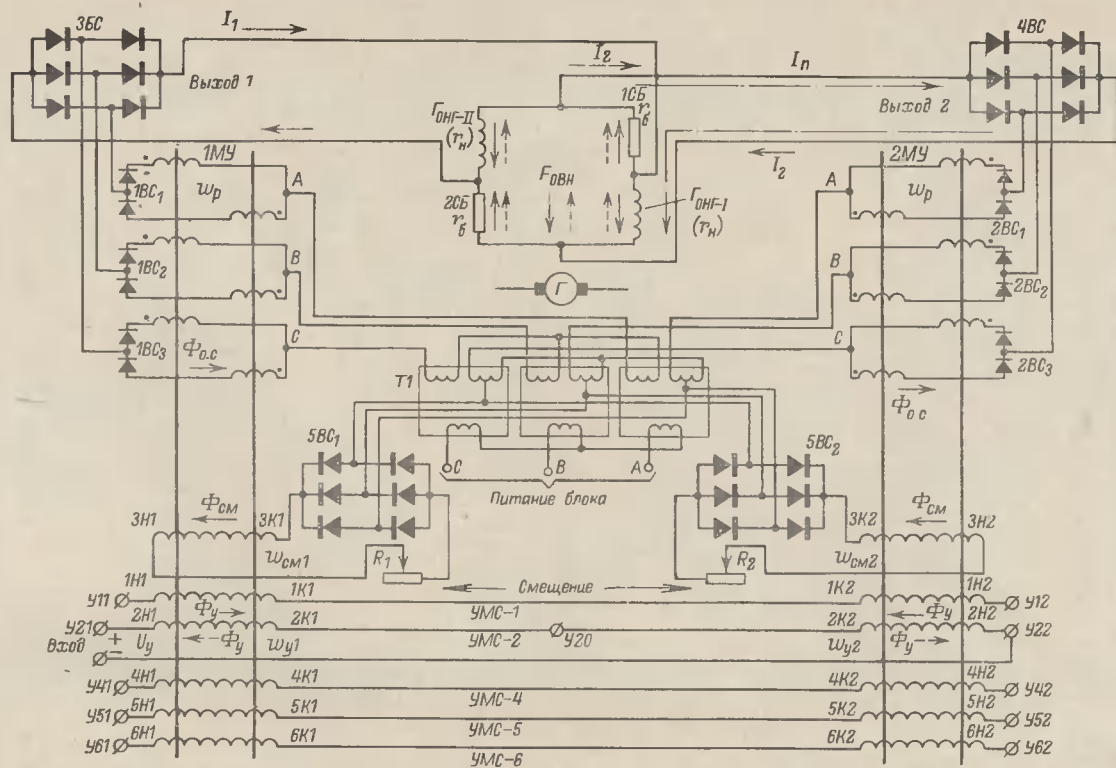 3БС
I₁
4ВС
I₂
Iп
Выход 1
1СБ
rб
Выход 2
ГОНГ-II
(rн)
I₂
1МУ
2МУ
1ВС₁
wр
A
FОВН
A
wр
2СБ
rб
ГОНГ-I
(rн)
2ВС₁
B
B
1ВС₂
2ВС₂
Г
C
C
1ВС₃
Фо.с
T1
2ВС₃
Фо с
5ВС₁
5ВС₂
C
B
A
Питание блока
Фсм
Фсм
3Н1
3К1
3К2
3Н2
wсм1
R₁
R₂
wсм2
1Н1
Смещение
1Н2
У11
1К1
1К2
У12
Фу
УМС-1
Фу
2Н1
2К1
2К2
2Н2
У21
УМС-2
У20
У22
+
Вход
Uу
Фу
wу1
wу2
Фу
−
4Н1
4К1
4К2
4Н2
У41
УМС-4
У42
6Н1
5К1
5К2
5Н2
У51
УМС-5
У52
6Н1
6К1
6К2
6Н2
У61
УМС-6
У62